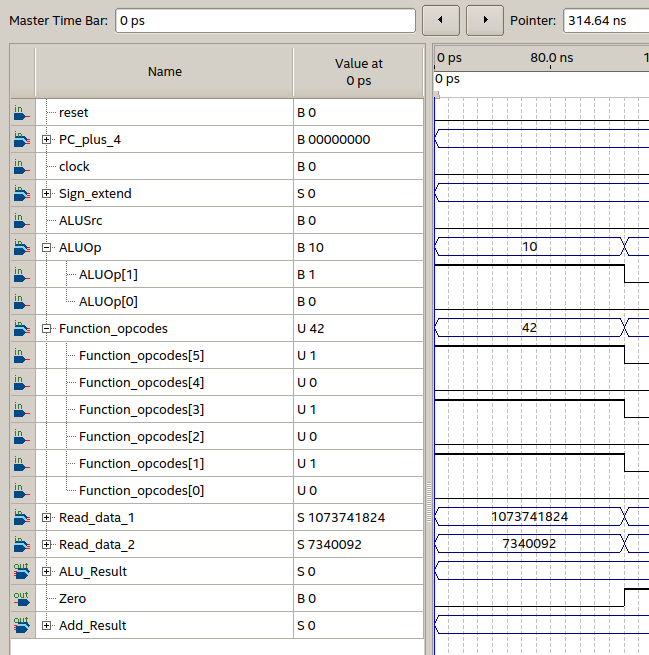 Master Time Bar: 0 ps Pointer: 314.64 ns
Name Value at 0 ps 0 ps 80.0 ns 1
0 ps
in reset B 0
in PC_plus_4 B 00000000
in clock B 0
in Sign_extend S 0
in ALUSrc B 0
in ALUOp B 10 10
in ALUOp[1] B 1
in ALUOp[0] B 0
in Function_opcodes U 42 42
in Function_opcodes[5] U 1
in Function_opcodes[4] U 0
in Function_opcodes[3] U 1
in Function_opcodes[2] U 0
in Function_opcodes[1] U 1
in Function_opcodes[0] U 0
in Read_data_1 S 1073741824 1073741824
in Read_data_2 S 7340092 7340092
out ALU_Result S 0
out Zero B 0
out Add_Result S 0